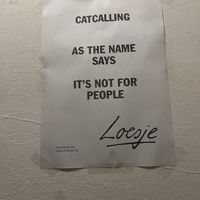 CATCALLING
AS THE NAME
SAYS
IT'S NOT FOR
PEOPLE
Loesje